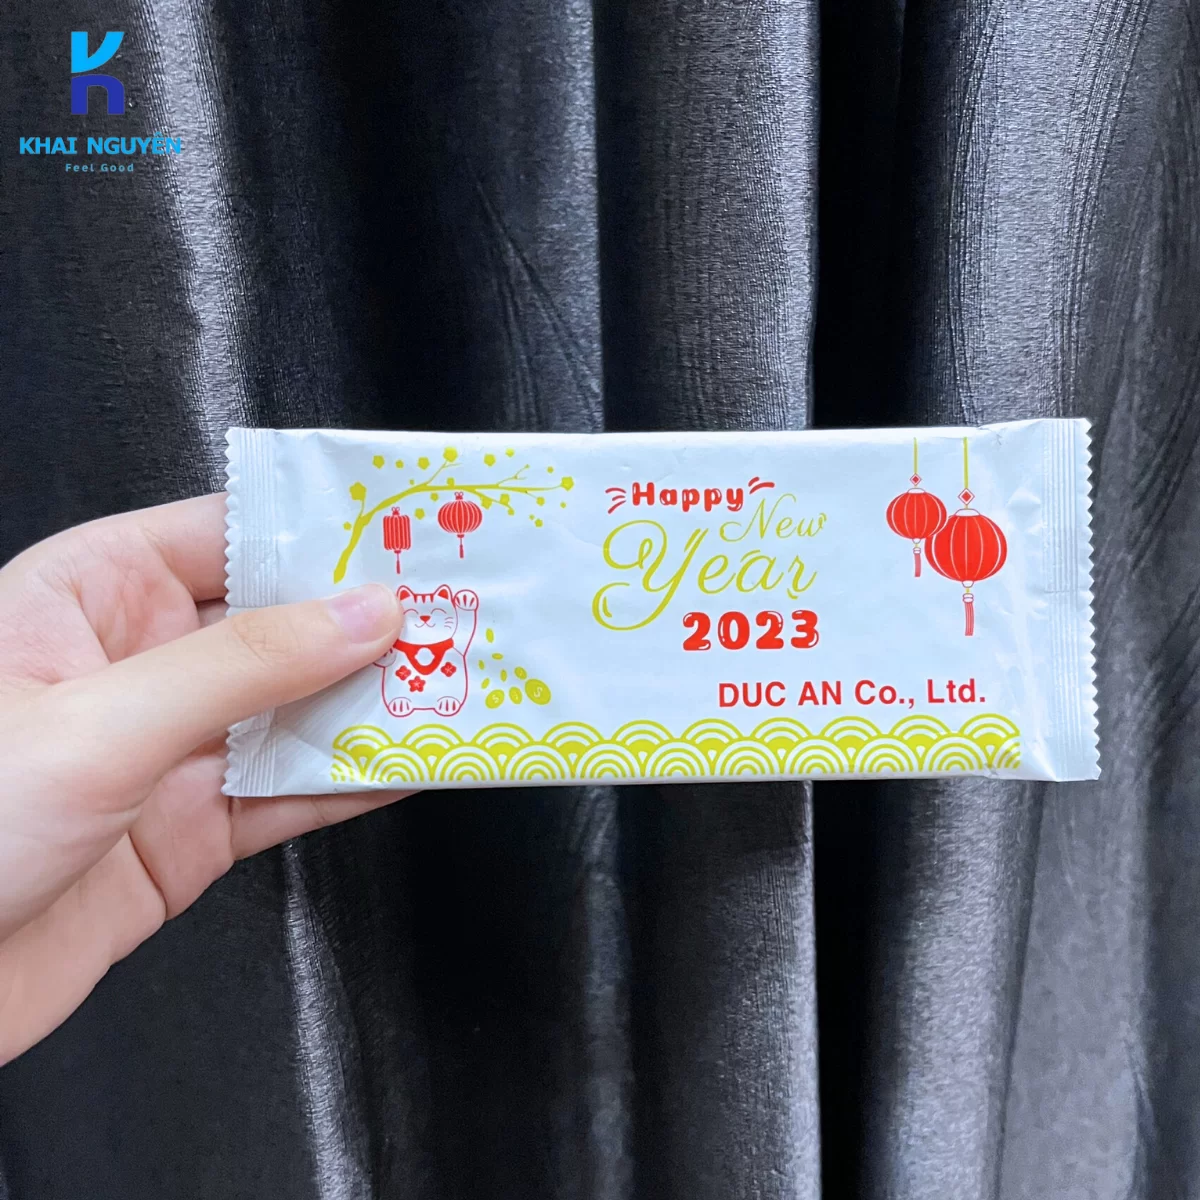 KHAI NGUYÊN
Feel Good
Happy
New
Year
2023
DUC AN Co., Ltd.